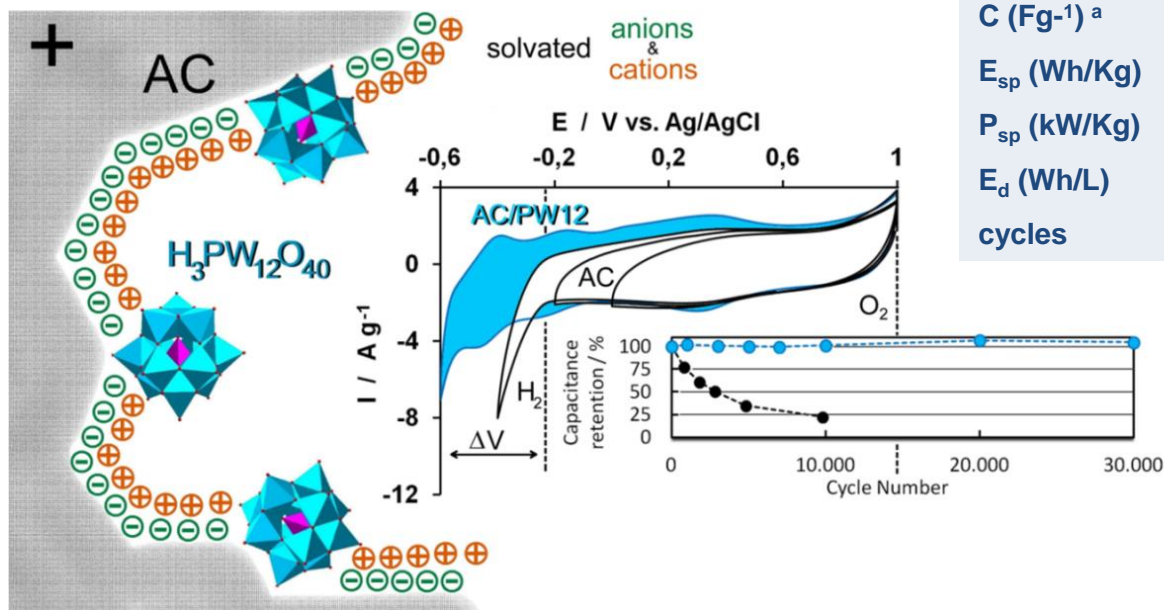 +
AC
solvated anions & cations
H₃PW₁₂O₄₀
E / V vs. Ag/AgCl
-0,6 -0,2 0,2 0,6 1
4
0
-4
-8
-12
I / A g⁻¹
AC/PW12
AC
O₂
H₂
ΔV
Capacitance retention / %
100
75
50
25
0
0 10.000 20.000 30.000
Cycle Number
C (Fg-¹) ᵃ
Eₛₚ (Wh/Kg)
Pₛₚ (kW/Kg)
E_d (Wh/L)
cycles